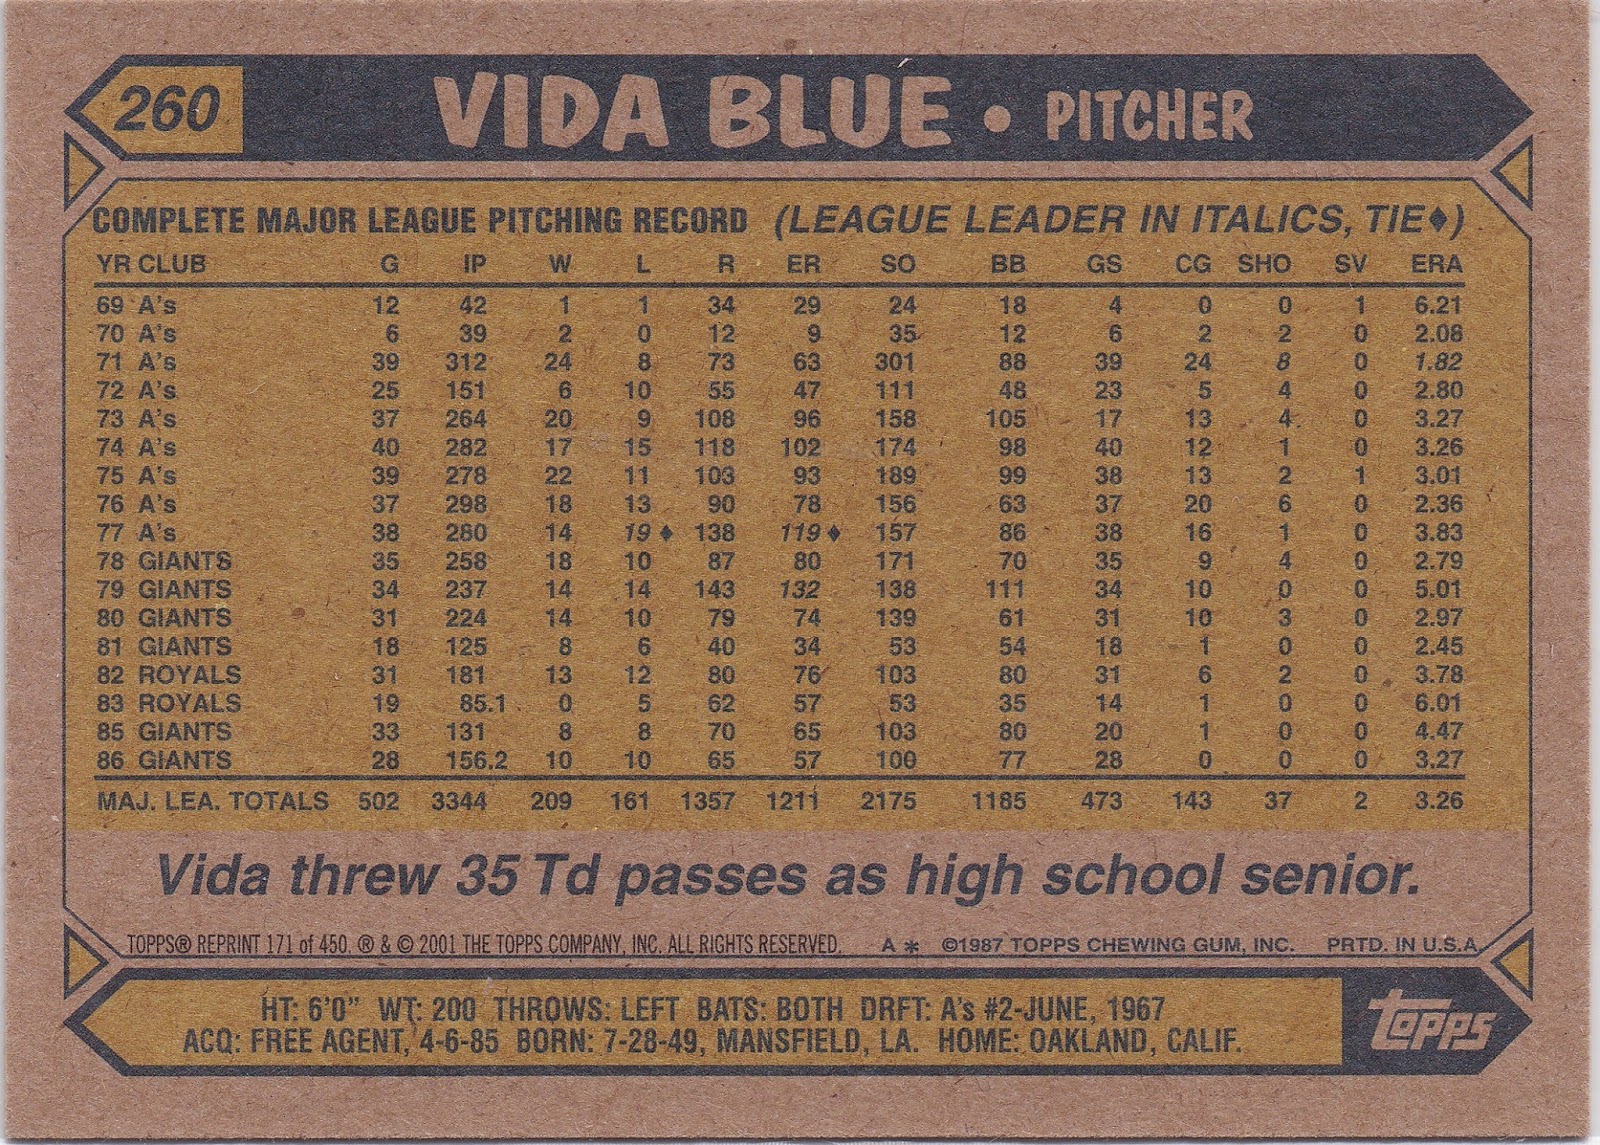 260 VIDA BLUE • PITCHER
COMPLETE MAJOR LEAGUE PITCHING RECORD (LEAGUE LEADER IN ITALICS, TIE♦)
YR CLUB G IP W L R ER SO BB GS CG SHO SV ERA
69 A's 12 42 1 1 34 29 24 18 4 0 0 1 6.21
70 A's 6 39 2 0 12 9 35 12 6 2 2 0 2.08
71 A's 39 312 24 8 73 63 301 88 39 24 8 0 1.82
72 A's 25 151 6 10 55 47 111 48 23 5 4 0 2.80
73 A's 37 264 20 9 108 96 158 105 17 13 4 0 3.27
74 A's 40 282 17 15 118 102 174 98 40 12 1 0 3.26
75 A's 39 278 22 11 103 93 189 99 38 13 2 1 3.01
76 A's 37 298 18 13 90 78 156 63 37 20 6 0 2.36
77 A's 38 280 14 19♦ 138 119♦ 157 86 38 16 1 0 3.83
78 GIANTS 35 258 18 10 87 80 171 70 35 9 4 0 2.79
79 GIANTS 34 237 14 14 143 132 138 111 34 10 0 0 5.01
80 GIANTS 31 224 14 10 79 74 139 61 31 10 3 0 2.97
81 GIANTS 18 125 8 6 40 34 53 54 18 1 0 0 2.45
82 ROYALS 31 181 13 12 80 76 103 80 31 6 2 0 3.78
83 ROYALS 19 85.1 0 5 62 57 53 35 14 1 0 0 6.01
85 GIANTS 33 131 8 8 70 65 103 80 20 1 0 0 4.47
86 GIANTS 28 156.2 10 10 65 57 100 77 28 0 0 0 3.27
MAJ. LEA. TOTALS 502 3344 209 161 1357 1211 2175 1185 473 143 37 2 3.26
Vida threw 35 Td passes as high school senior.
TOPPS® REPRINT 171 of 450. ® & © 2001 THE TOPPS COMPANY, INC. ALL RIGHTS RESERVED. A * ©1987 TOPPS CHEWING GUM, INC. PRTD. IN U.S.A.
HT: 6'0" WT: 200 THROWS: LEFT BATS: BOTH DRFT: A's #2-JUNE, 1967
ACQ: FREE AGENT, 4-6-85 BORN: 7-28-49, MANSFIELD, LA. HOME: OAKLAND, CALIF.
topps